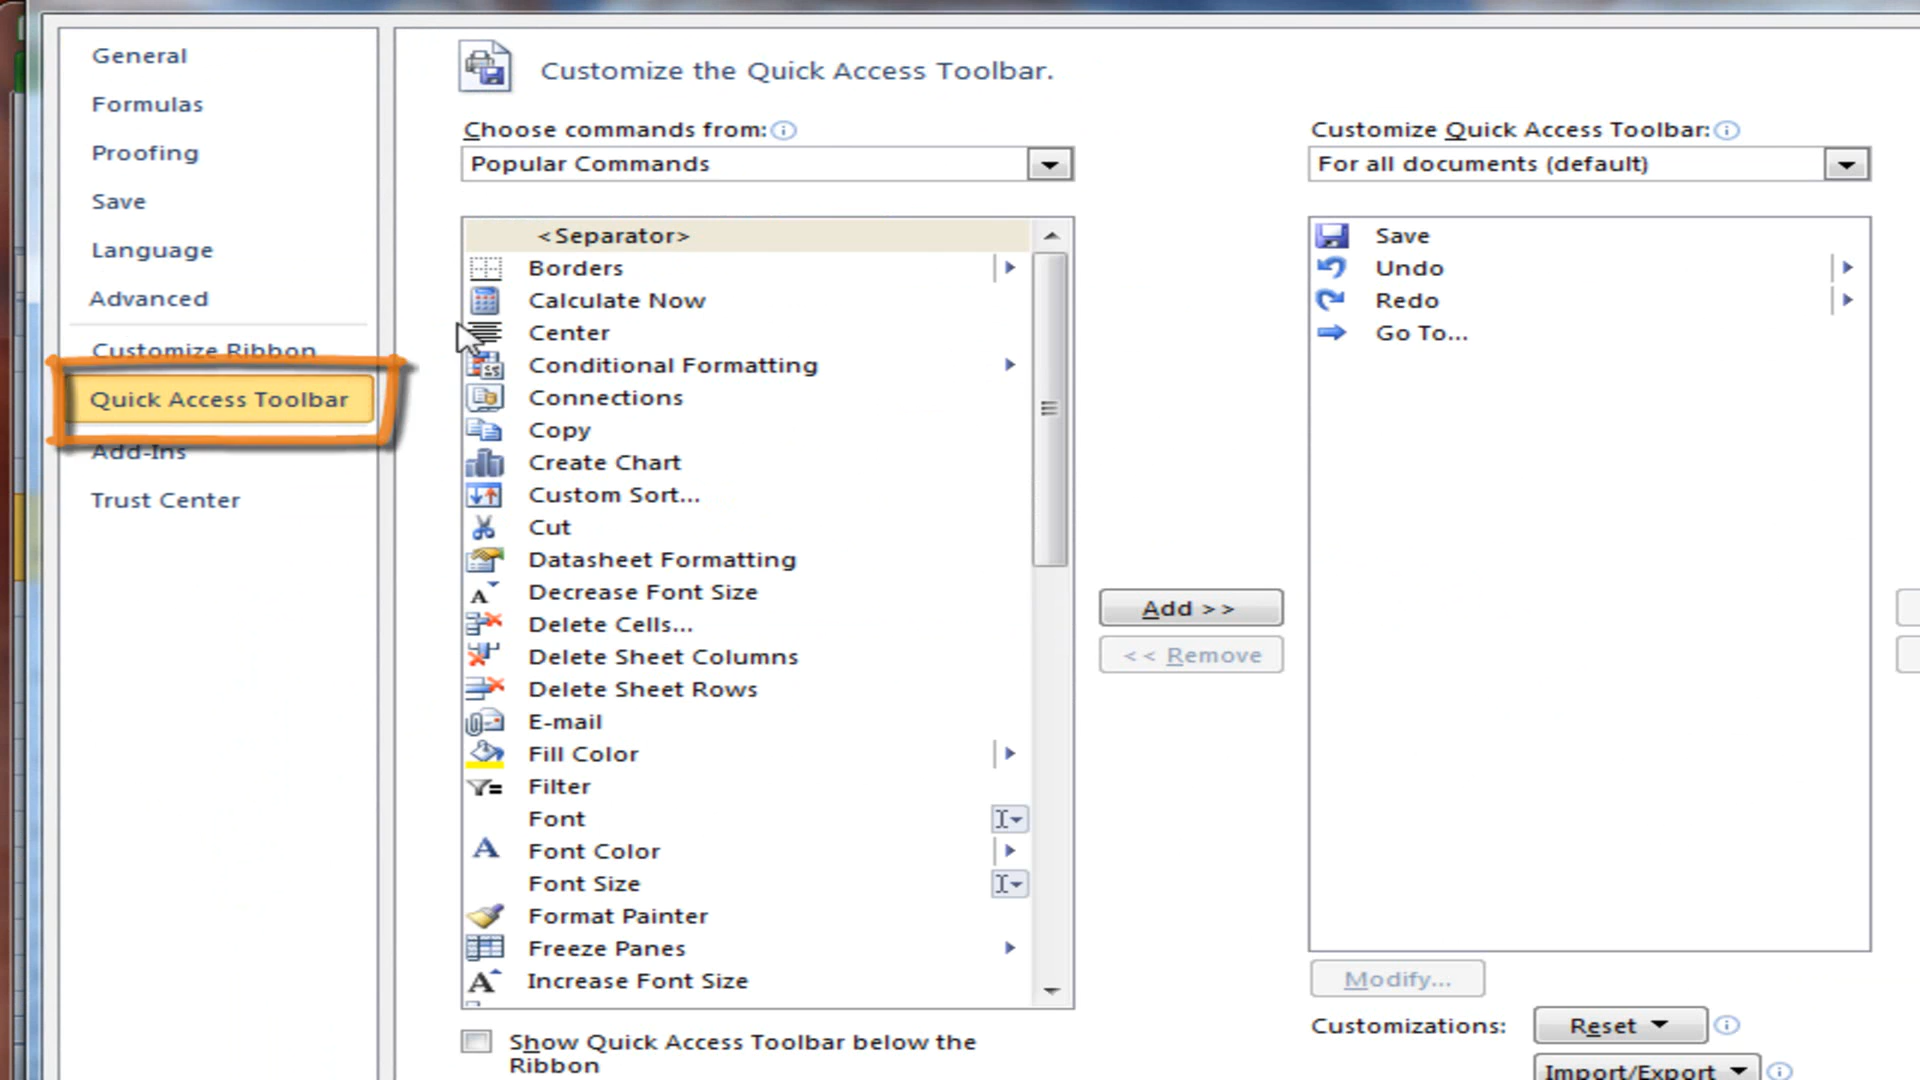 General
Formulas
Proofing
Save
Language
Advanced
Customize Ribbon
Quick Access Toolbar
Add-Ins
Trust Center
Customize the Quick Access Toolbar.
Choose commands from:
Popular Commands
<Separator>
Borders
Calculate Now
Center
Conditional Formatting
Connections
Copy
Create Chart
Custom Sort...
Cut
Datasheet Formatting
Decrease Font Size
Delete Cells...
Delete Sheet Columns
Delete Sheet Rows
E-mail
Fill Color
Filter
Font
Font Color
Font Size
Format Painter
Freeze Panes
Increase Font Size
Show Quick Access Toolbar below the
Ribbon
Add >>
<< Remove
Customize Quick Access Toolbar:
For all documents (default)
Save
Undo
Redo
Go To...
Modify...
Customizations:
Reset
Import/Export